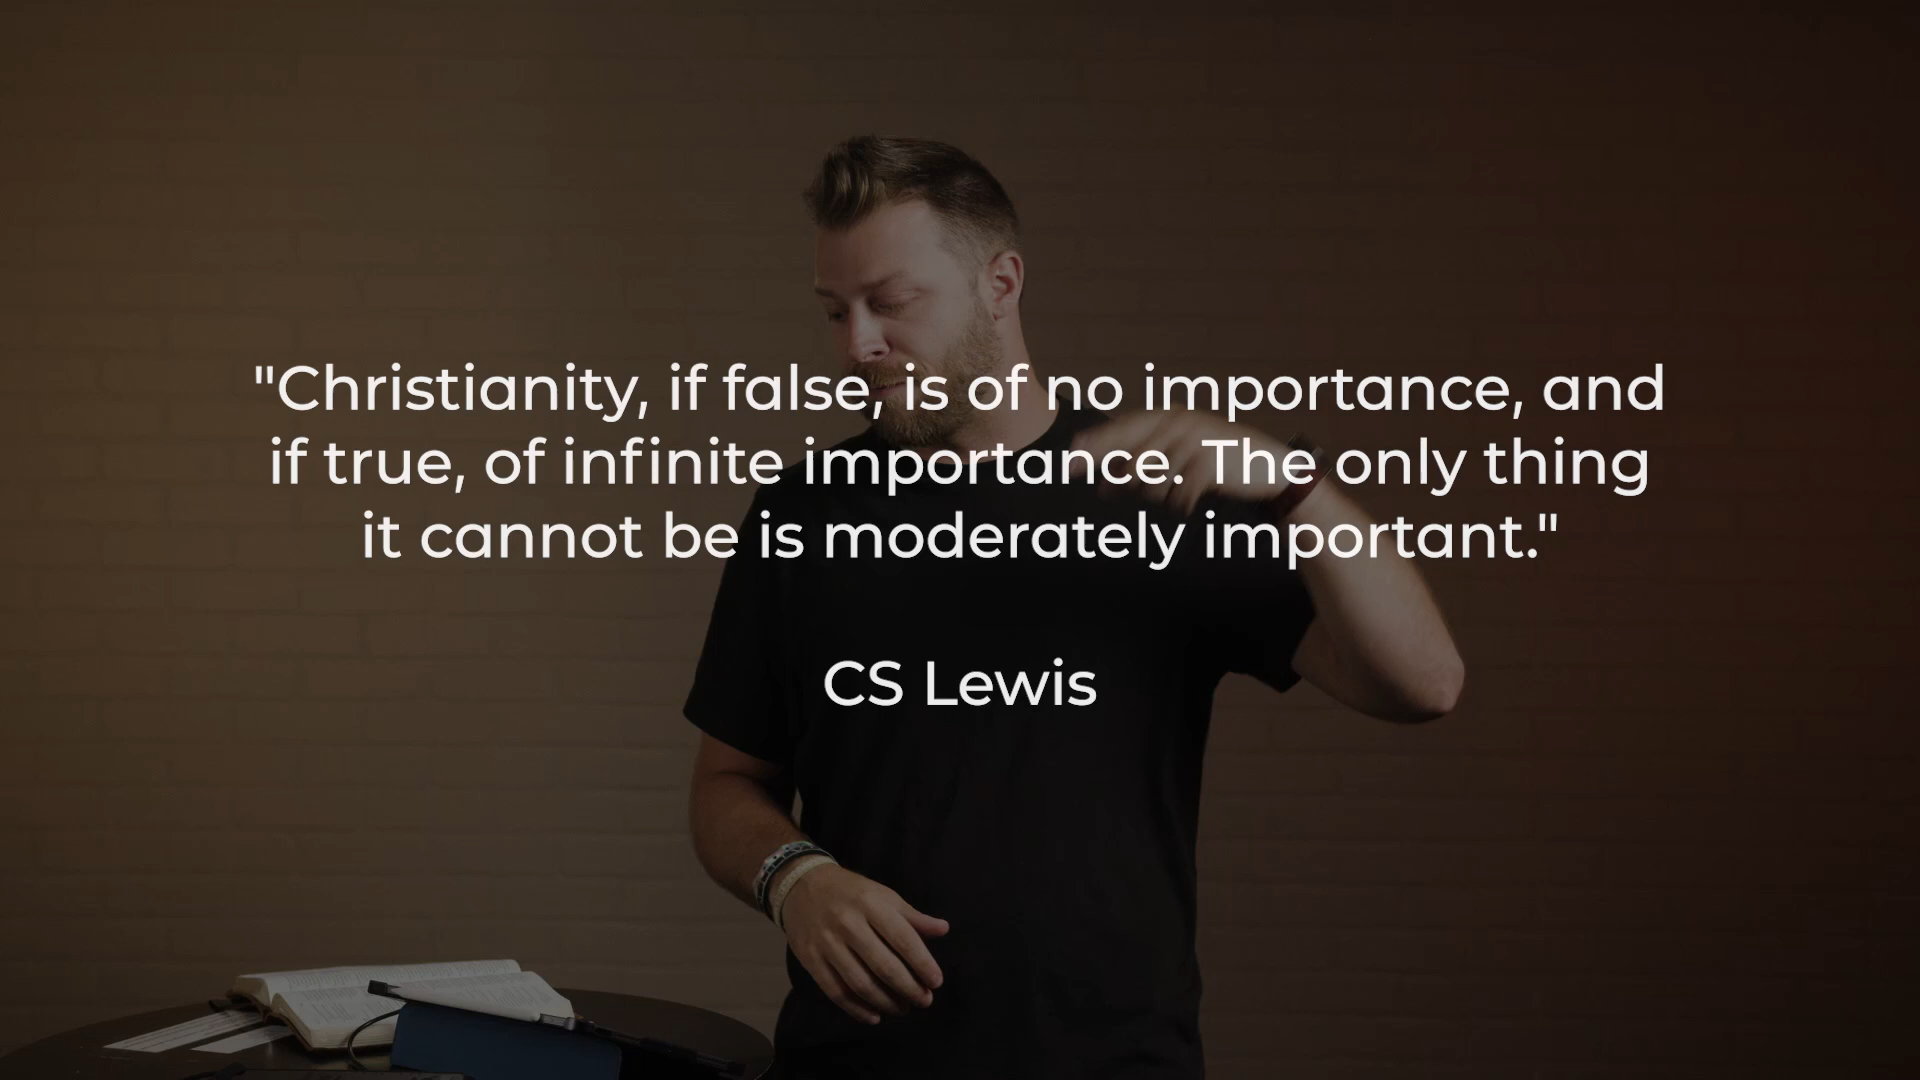 "Christianity, if false, is of no importance, and
if true, of infinite importance. The only thing
it cannot be is moderately important."
CS Lewis